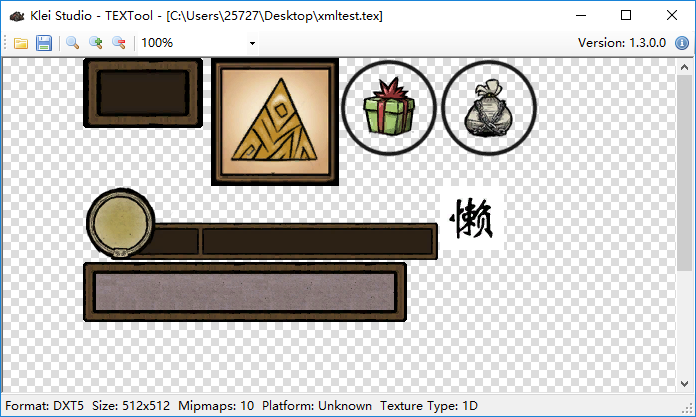 Klei Studio - TEXTool - [C:\Users\25727\Desktop\xmltest.tex]
100%
Version: 1.3.0.0
懒
Format: DXT5 Size: 512x512 Mipmaps: 10 Platform: Unknown Texture Type: 1D